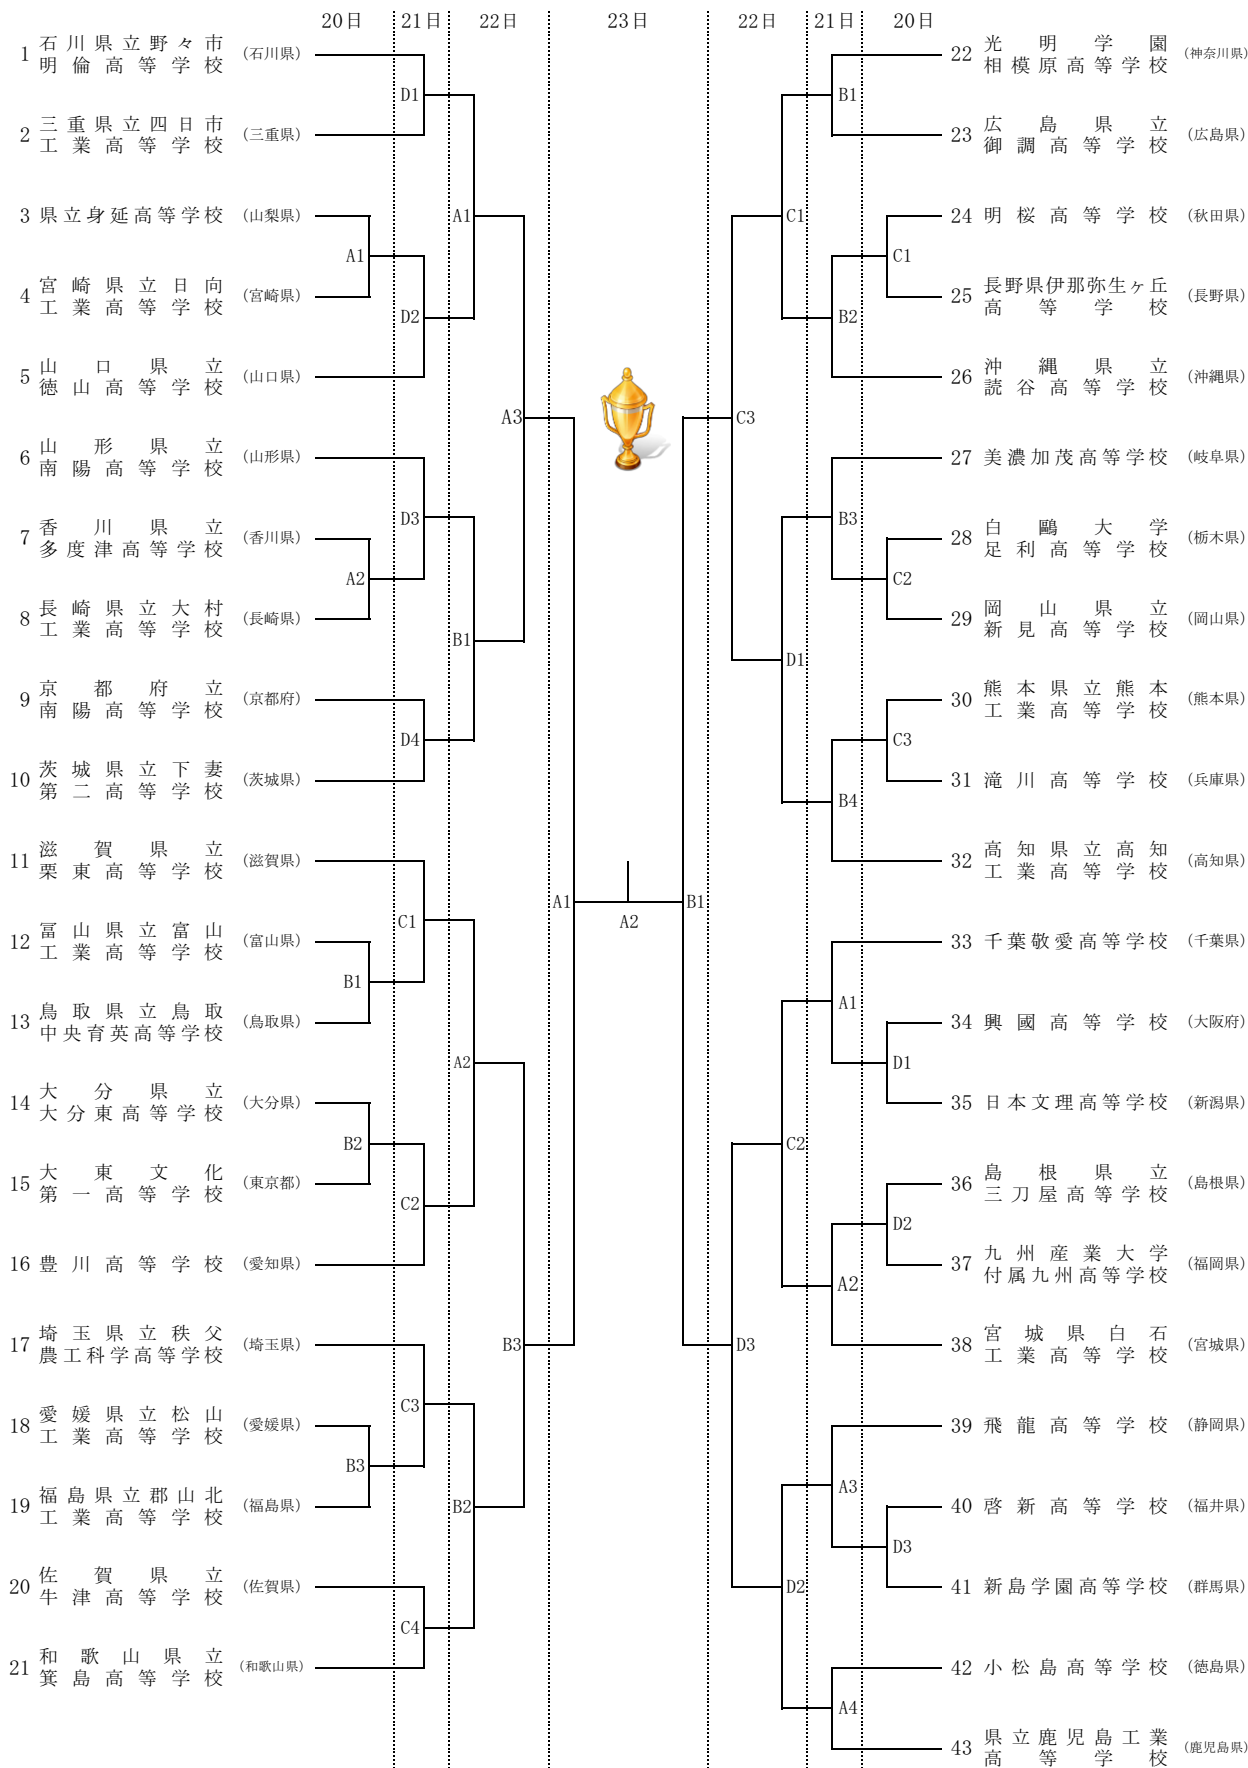 20日 21日 22日 23日 22日 21日 20日
1 石川県立野々市
明倫高等学校 (石川県)
D1
2 三重県立四日市
工業高等学校 (三重県)
A1
3 県立身延高等学校 (山梨県)
A1
4 宮崎県立日向
工業高等学校 (宮崎県)
D2
5 山口県立
徳山高等学校 (山口県)
A3
6 山形県立
南陽高等学校 (山形県)
D3
7 香川県立
多度津高等学校 (香川県)
A2
8 長崎県立大村
工業高等学校 (長崎県)
B1
9 京都府立
南陽高等学校 (京都府)
D4
10 茨城県立下妻
第二高等学校 (茨城県)
11 滋賀県立
栗東高等学校 (滋賀県)
A1
C1
12 冨山県立富山
工業高等学校 (富山県)
B1
13 鳥取県立鳥取
中央育英高等学校 (鳥取県)
A2
14 大分県立
大分東高等学校 (大分県)
B2
15 大東文化
第一高等学校 (東京都)
C2
16 豊川高等学校 (愛知県)
B3
17 埼玉県立秩父
農工科学高等学校 (埼玉県)
C3
18 愛媛県立松山
工業高等学校 (愛媛県)
B3
19 福島県立郡山北
工業高等学校 (福島県)
B2
20 佐賀県立
牛津高等学校 (佐賀県)
C4
21 和歌山県立
箕島高等学校 (和歌山県)
A2
22 光明学園
相模原高等学校 (神奈川県)
B1
23 広島県立
御調高等学校 (広島県)
C1
24 明桜高等学校 (秋田県)
C1
25 長野県伊那弥生ヶ丘
高等学校 (長野県)
B2
26 沖縄県立
読谷高等学校 (沖縄県)
C3
27 美濃加茂高等学校 (岐阜県)
B3
28 白鷗大学
足利高等学校 (栃木県)
C2
29 岡山県立
新見高等学校 (岡山県)
D1
30 熊本県立熊本
工業高等学校 (熊本県)
C3
31 滝川高等学校 (兵庫県)
B4
32 高知県立高知
工業高等学校 (高知県)
B1
33 千葉敬愛高等学校 (千葉県)
A1
34 興國高等学校 (大阪府)
D1
35 日本文理高等学校 (新潟県)
C2
36 島根県立
三刀屋高等学校 (島根県)
D2
37 九州産業大学
付属九州高等学校 (福岡県)
A2
38 宮城県白石
工業高等学校 (宮城県)
D3
39 飛龍高等学校 (静岡県)
A3
40 啓新高等学校 (福井県)
D3
41 新島学園高等学校 (群馬県)
D2
42 小松島高等学校 (徳島県)
A4
43 県立鹿児島工業
高等学校 (鹿児島県)